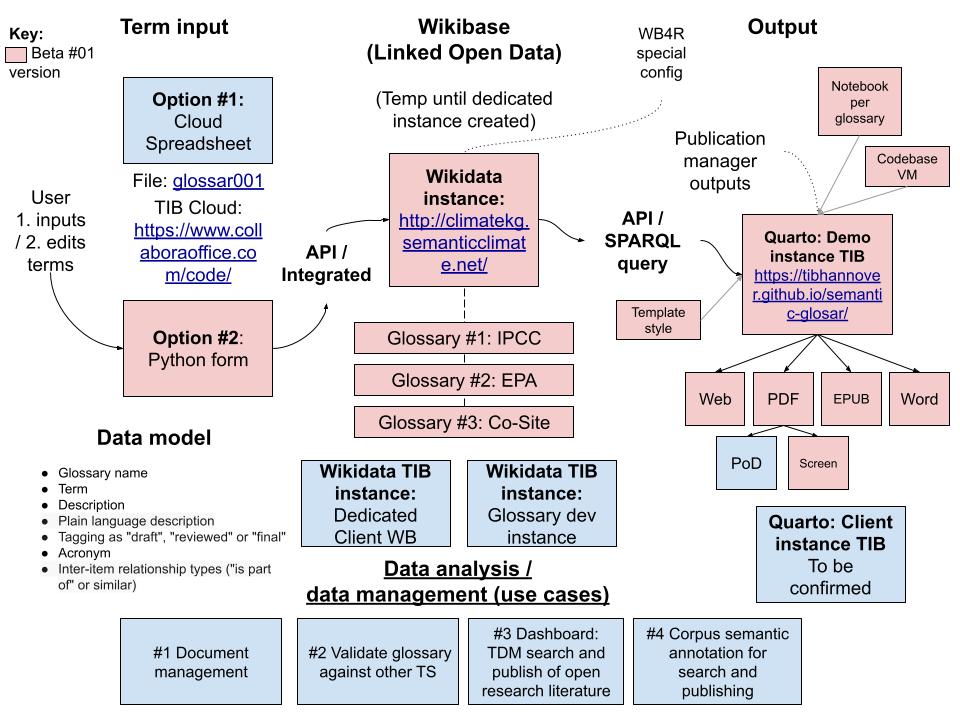 Key:
Beta #01
version
Term input
Option #1:
Cloud
Spreadsheet
File: glossar001
TIB Cloud:
https://www.coll
aboraoffice.co
m/code/
User
1. inputs
/ 2. edits
terms
Option #2:
Python form
API /
Integrated
Wikibase
(Linked Open Data)
(Temp until dedicated
instance created)
WB4R
special
config
Wikidata
instance:
http://climatekg.
semanticclimat
e.net/
Glossary #1: IPCC
Glossary #2: EPA
Glossary #3: Co-Site
API /
SPARQL
query
Output
Notebook
per
glossary
Codebase
VM
Publication
manager
outputs
Quarto: Demo
instance TIB
https://tibhannove
r.github.io/semanti
c-glosar/
Template
style
Web
PDF
EPUB
Word
PoD
Screen
Data model
● Glossary name
● Term
● Description
● Plain language description
● Tagging as "draft", "reviewed" or "final"
● Acronym
● Inter-item relationship types ("is part
of" or similar)
Wikidata TIB
instance:
Dedicated
Client WB
Wikidata TIB
instance:
Glossary dev
instance
Quarto: Client
instance TIB
To be
confirmed
Data analysis /
data management (use cases)
#1 Document
management
#2 Validate glossary
against other TS
#3 Dashboard:
TDM search and
publish of open
research literature
#4 Corpus semantic
annotation for
search and
publishing